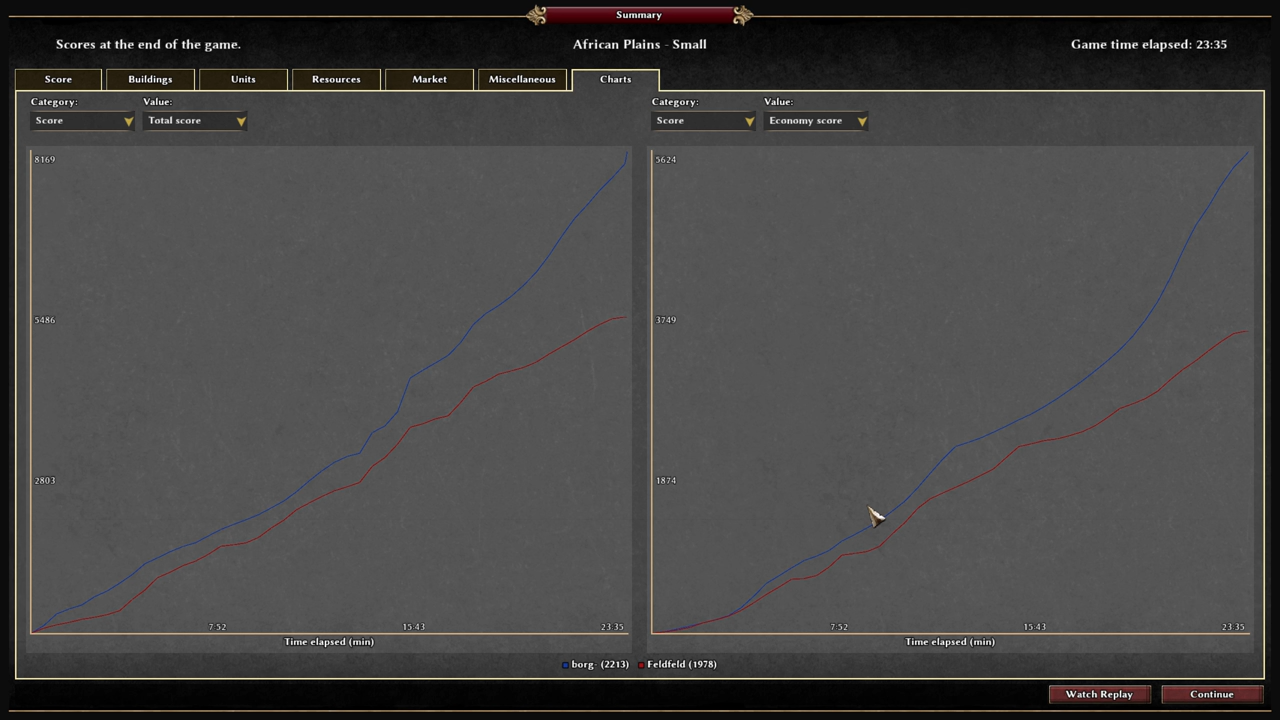 Summary
Scores at the end of the game.
African Plains - Small
Game time elapsed: 23:35
Score
Buildings
Units
Resources
Market
Miscellaneous
Charts
Category:
Value:
Score
Total score
Category:
Value:
Score
Economy score
8169
5486
2803
7:52
15:43
23:35
Time elapsed (min)
5624
3749
1874
7:52
15:43
23:35
Time elapsed (min)
borg- (2213)
Feldfeld (1978)
Watch Replay
Continue